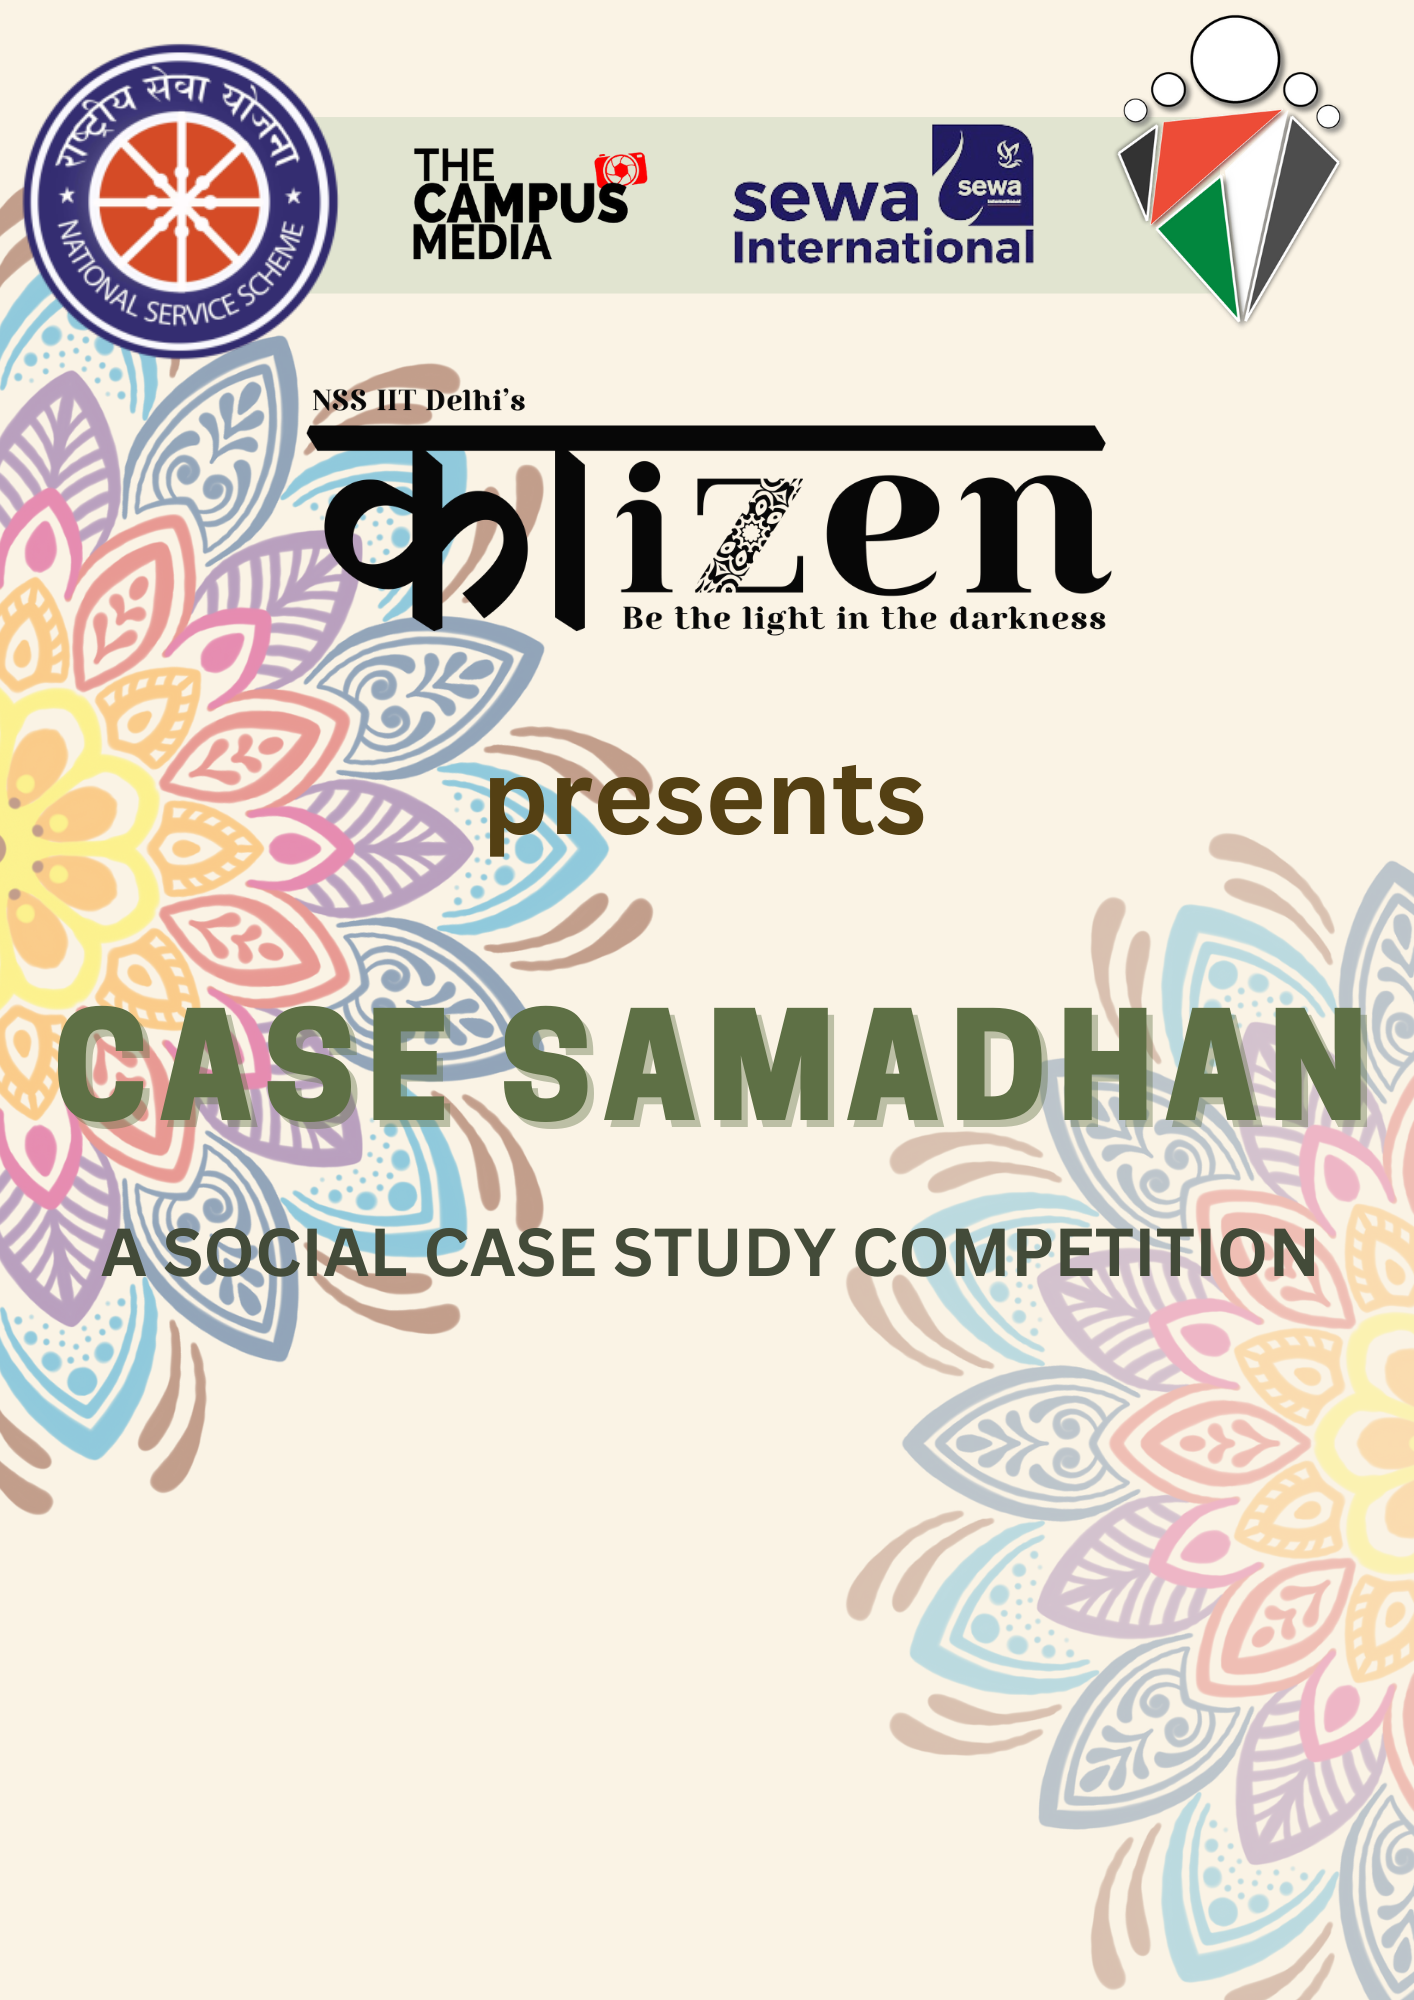 राष्ट्रीय सेवा योजना
NATIONAL SERVICE SCHEME
THE
CAMPUS
MEDIA
sewa
International
sewa
International
NSS IIT Delhi's
काizen
Be the light in the darkness
presents
CASE SAMADHAN
A SOCIAL CASE STUDY COMPETITION